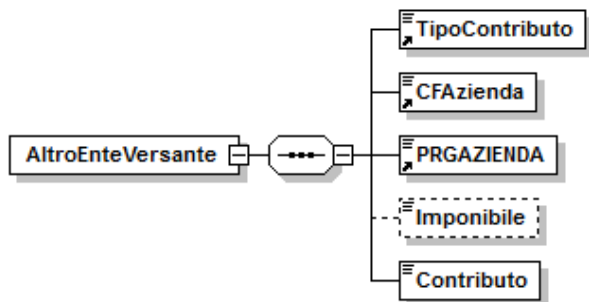 TipoContributo
CFAzienda
AltroEnteVersante
PRGAZIENDA
Imponibile
Contributo